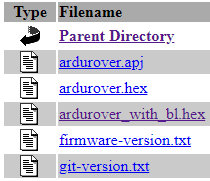 Type Filename
Parent Directory
ardurover.apj
ardurover.hex
ardurover_with_bl.hex
firmware-version.txt
git-version.txt